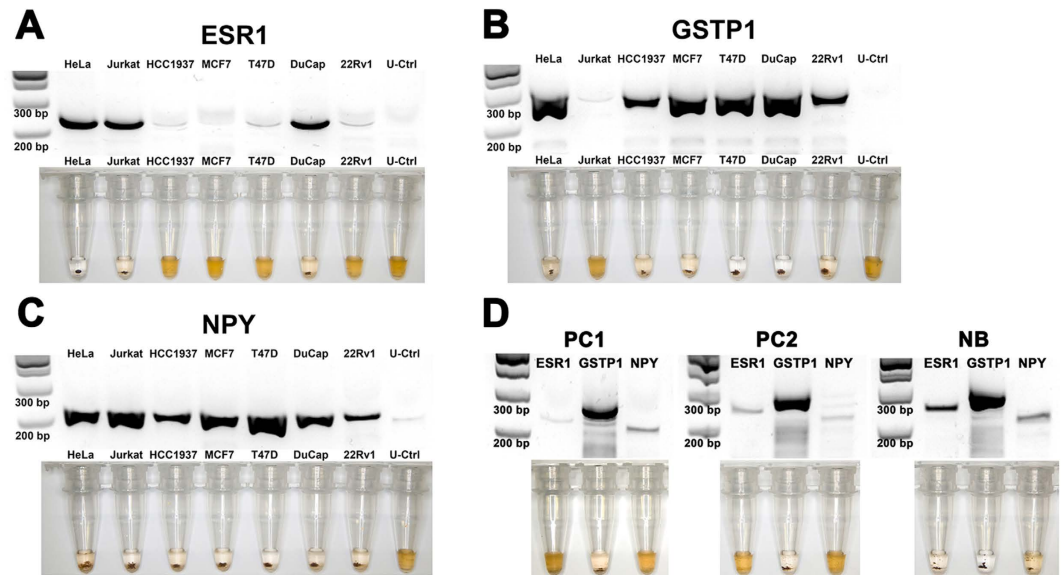 A
ESR1
HeLa Jurkat HCC1937 MCF7 T47D DuCap 22Rv1 U-Ctrl
300 bp
200 bp
HeLa Jurkat HCC1937 MCF7 T47D DuCap 22Rv1 U-Ctrl
B
GSTP1
HeLa Jurkat HCC1937 MCF7 T47D DuCap 22Rv1 U-Ctrl
300 bp
200 bp
HeLa Jurkat HCC1937 MCF7 T47D DuCap 22Rv1 U-Ctrl
C
NPY
HeLa Jurkat HCC1937 MCF7 T47D DuCap 22Rv1 U-Ctrl
300 bp
200 bp
HeLa Jurkat HCC1937 MCF7 T47D DuCap 22Rv1 U-Ctrl
D
PC1
ESR1 GSTP1 NPY
300 bp
200 bp
PC2
ESR1 GSTP1 NPY
300 bp
200 bp
NB
ESR1 GSTP1 NPY
300 bp
200 bp